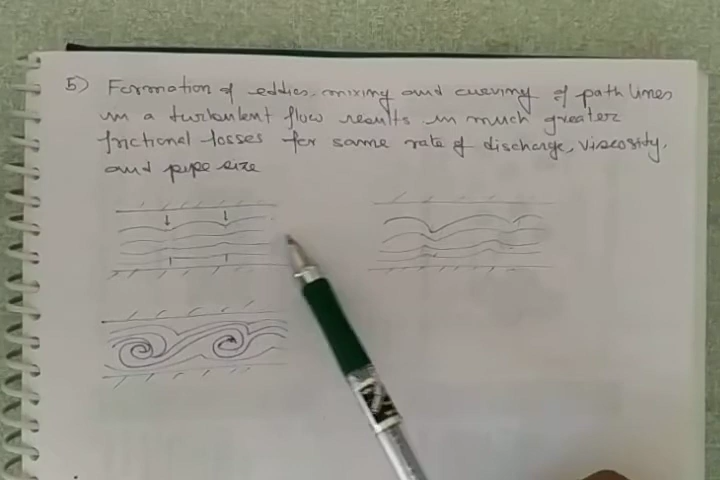 5) Formation of eddies, mixing and curving of path lines
in a turbulent flow results in much greater
frictional losses for same rate of discharge, viscosity,
and pipe size